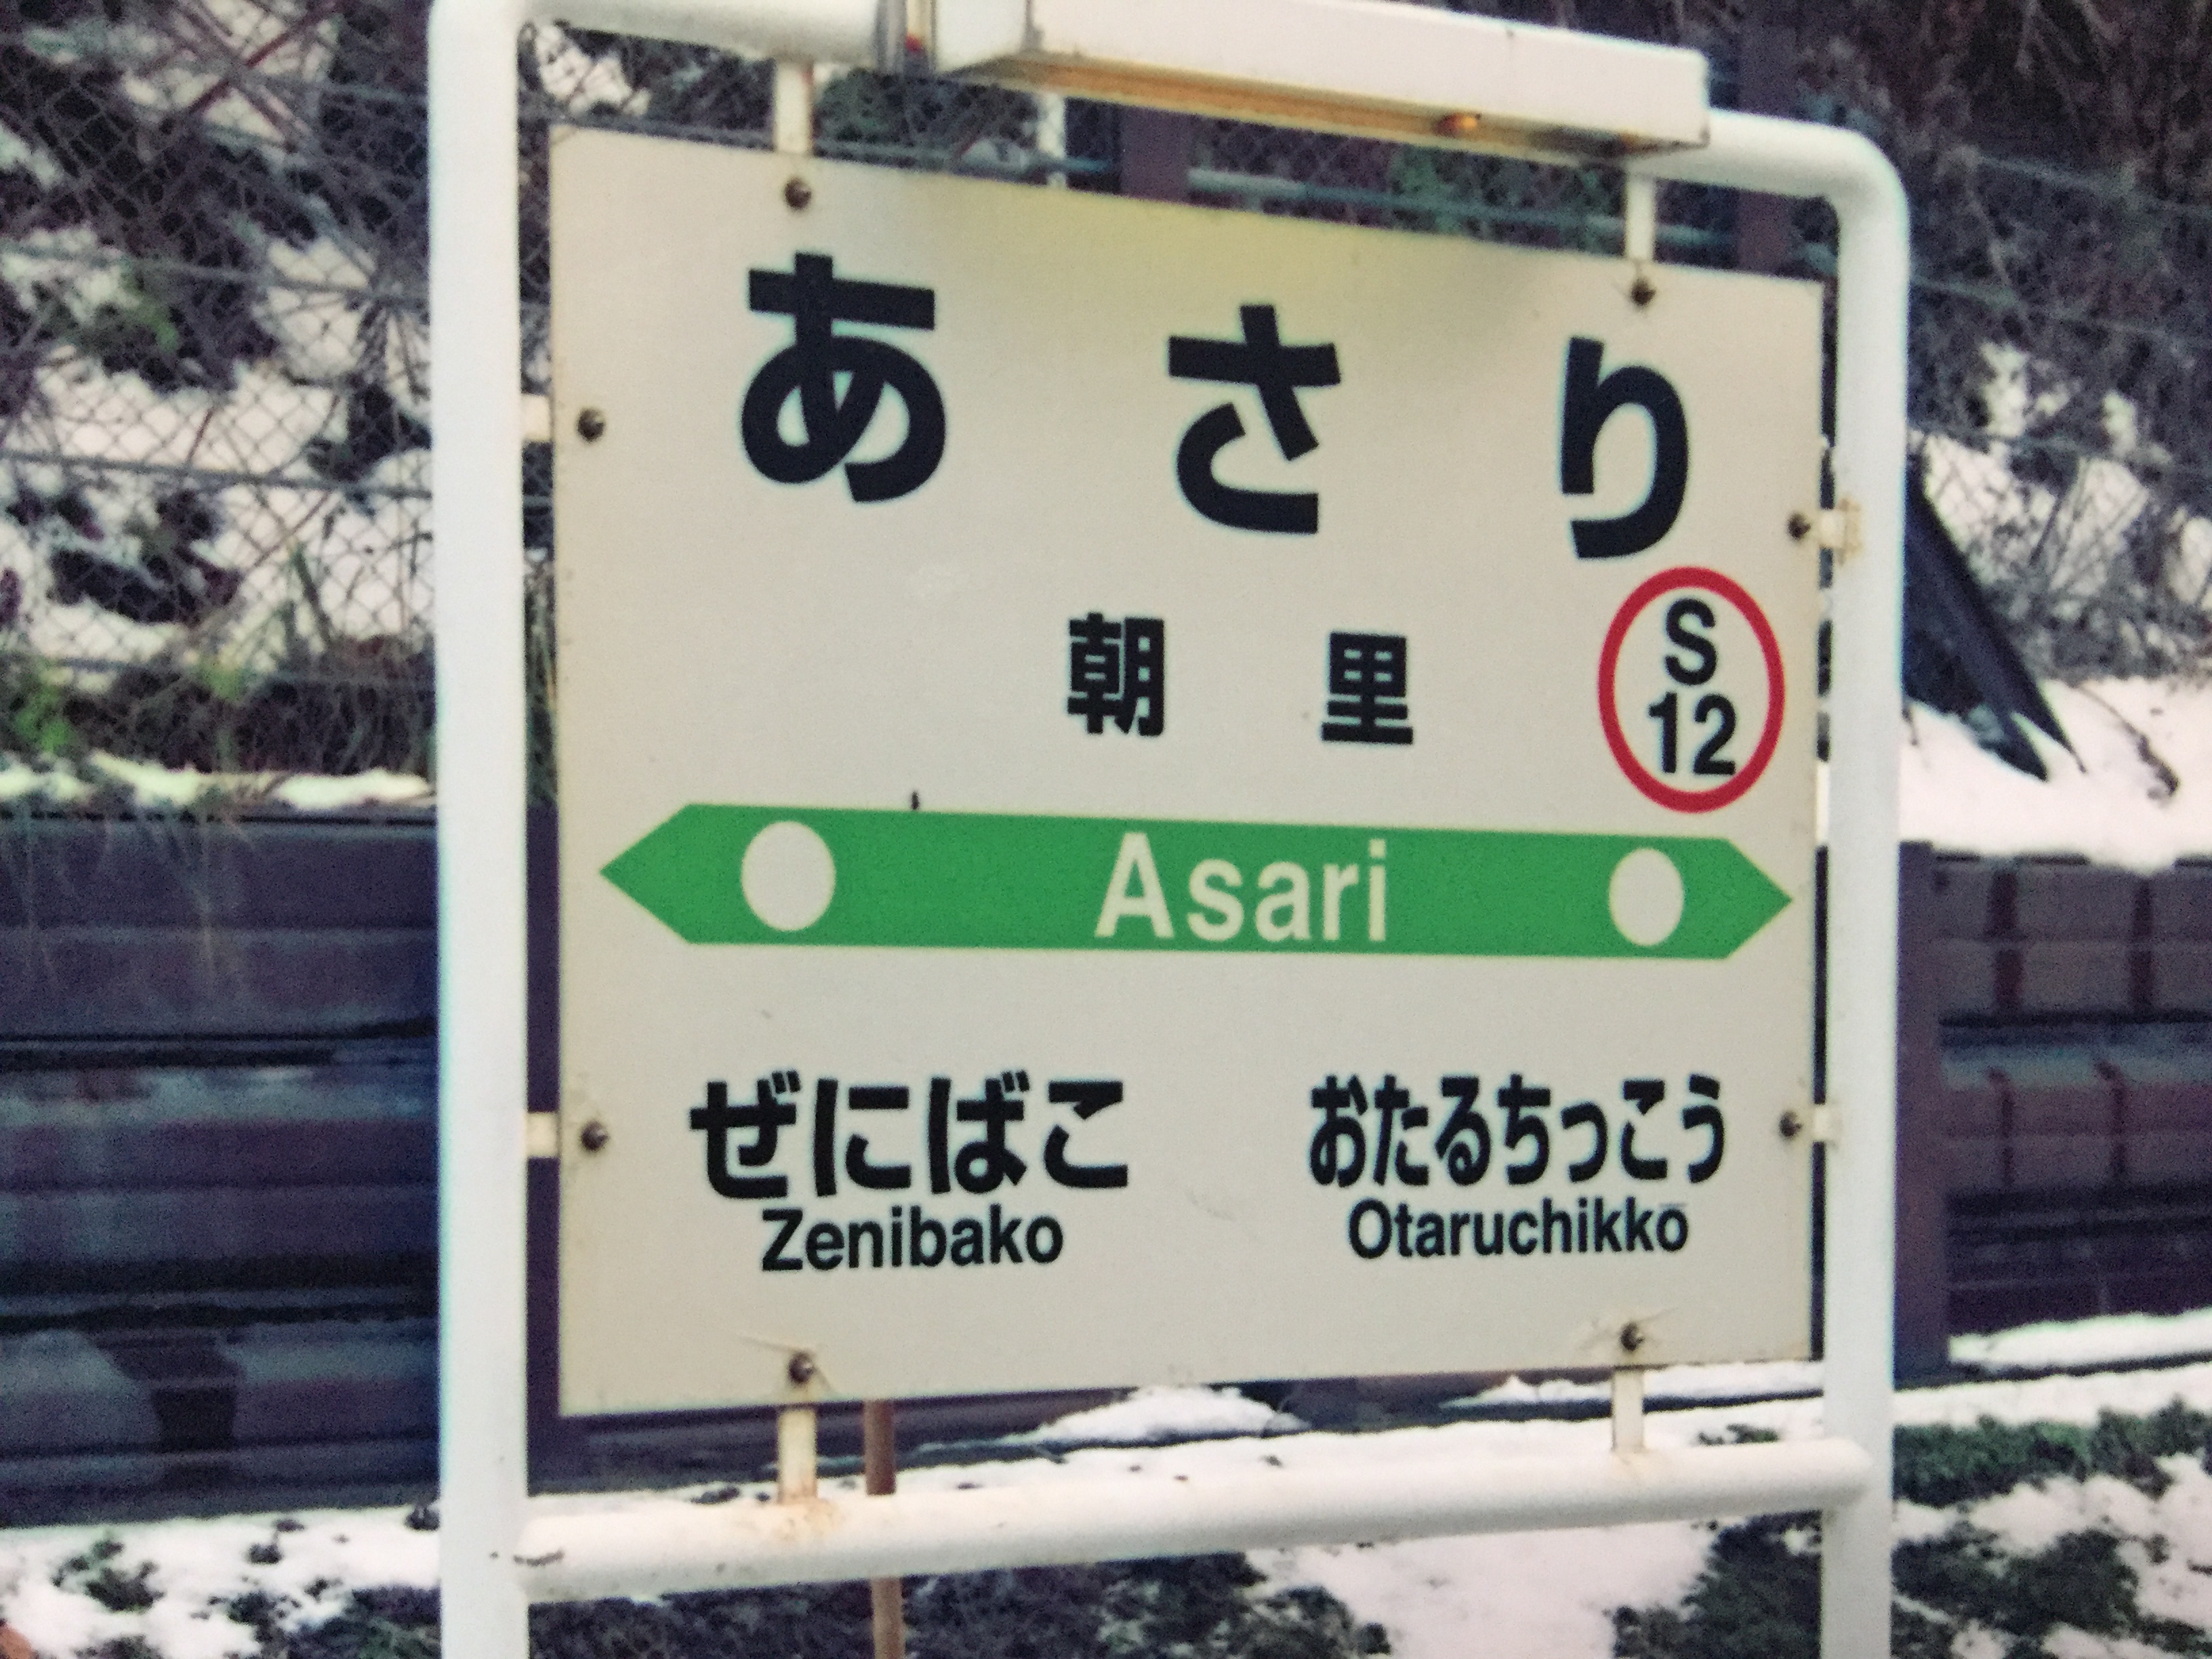 あさり
朝里
S
12
Asari
ぜにばこ
Zenibako
おたるちっこう
Otaruchikkō